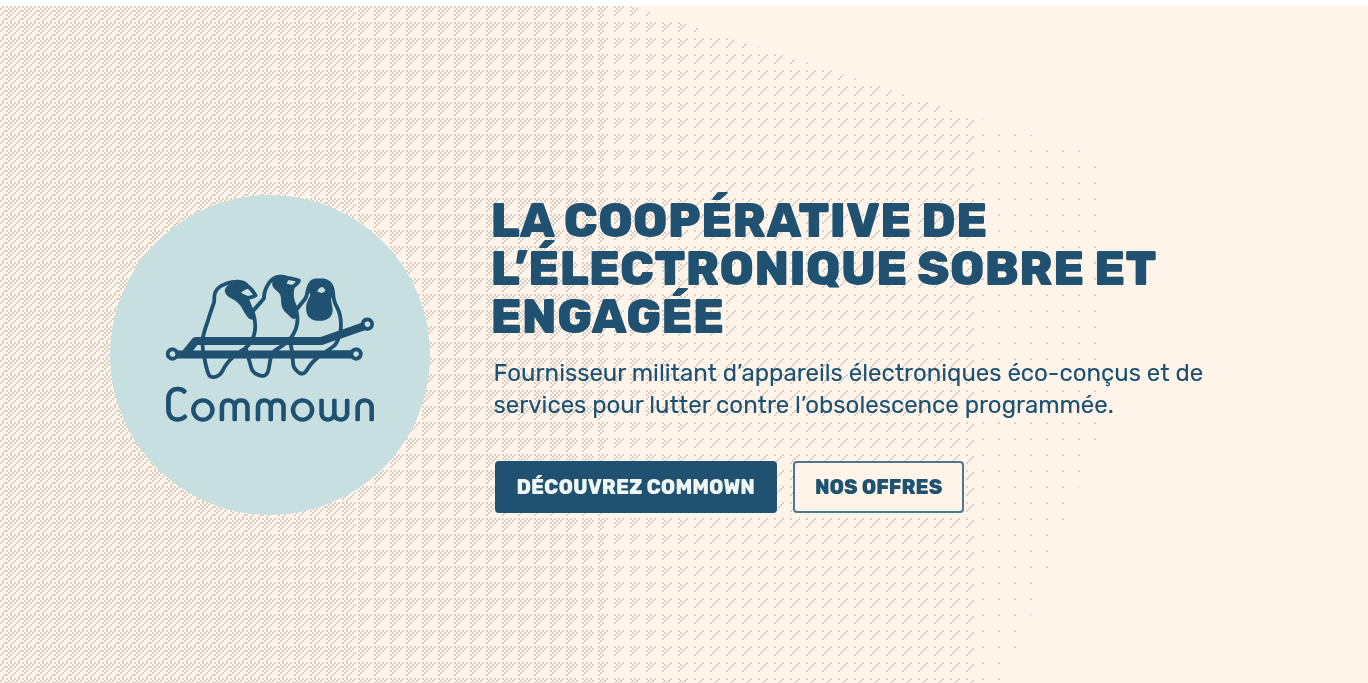 LA COOPÉRATIVE DE
L’ÉLECTRONIQUE SOBRE ET
ENGAGÉE
Commown
Fournisseur militant d’appareils électroniques éco-conçus et de
services pour lutter contre l’obsolescence programmée.
DÉCOUVREZ COMMOWN
NOS OFFRES